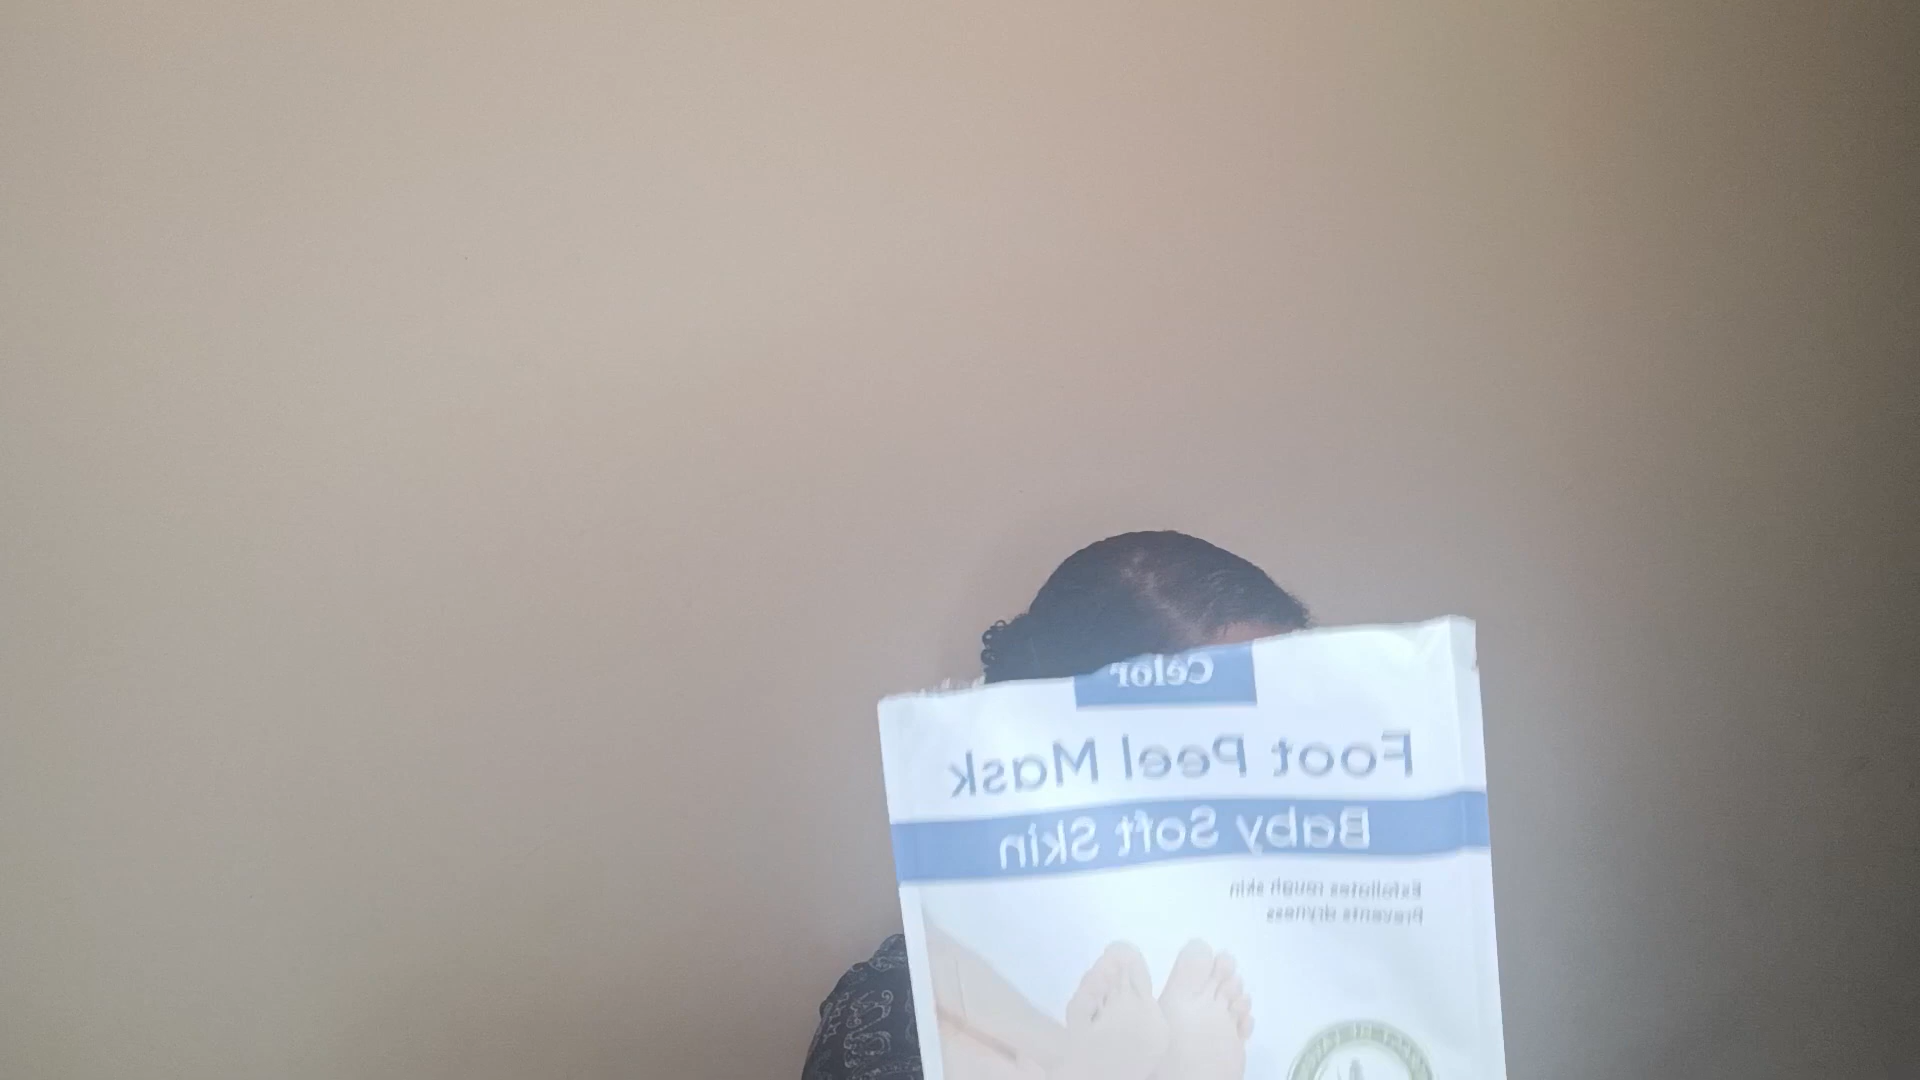 Celor
Foot Peel Mask
Baby Soft Skin
Exfoliates rough skin
Prevents dryness